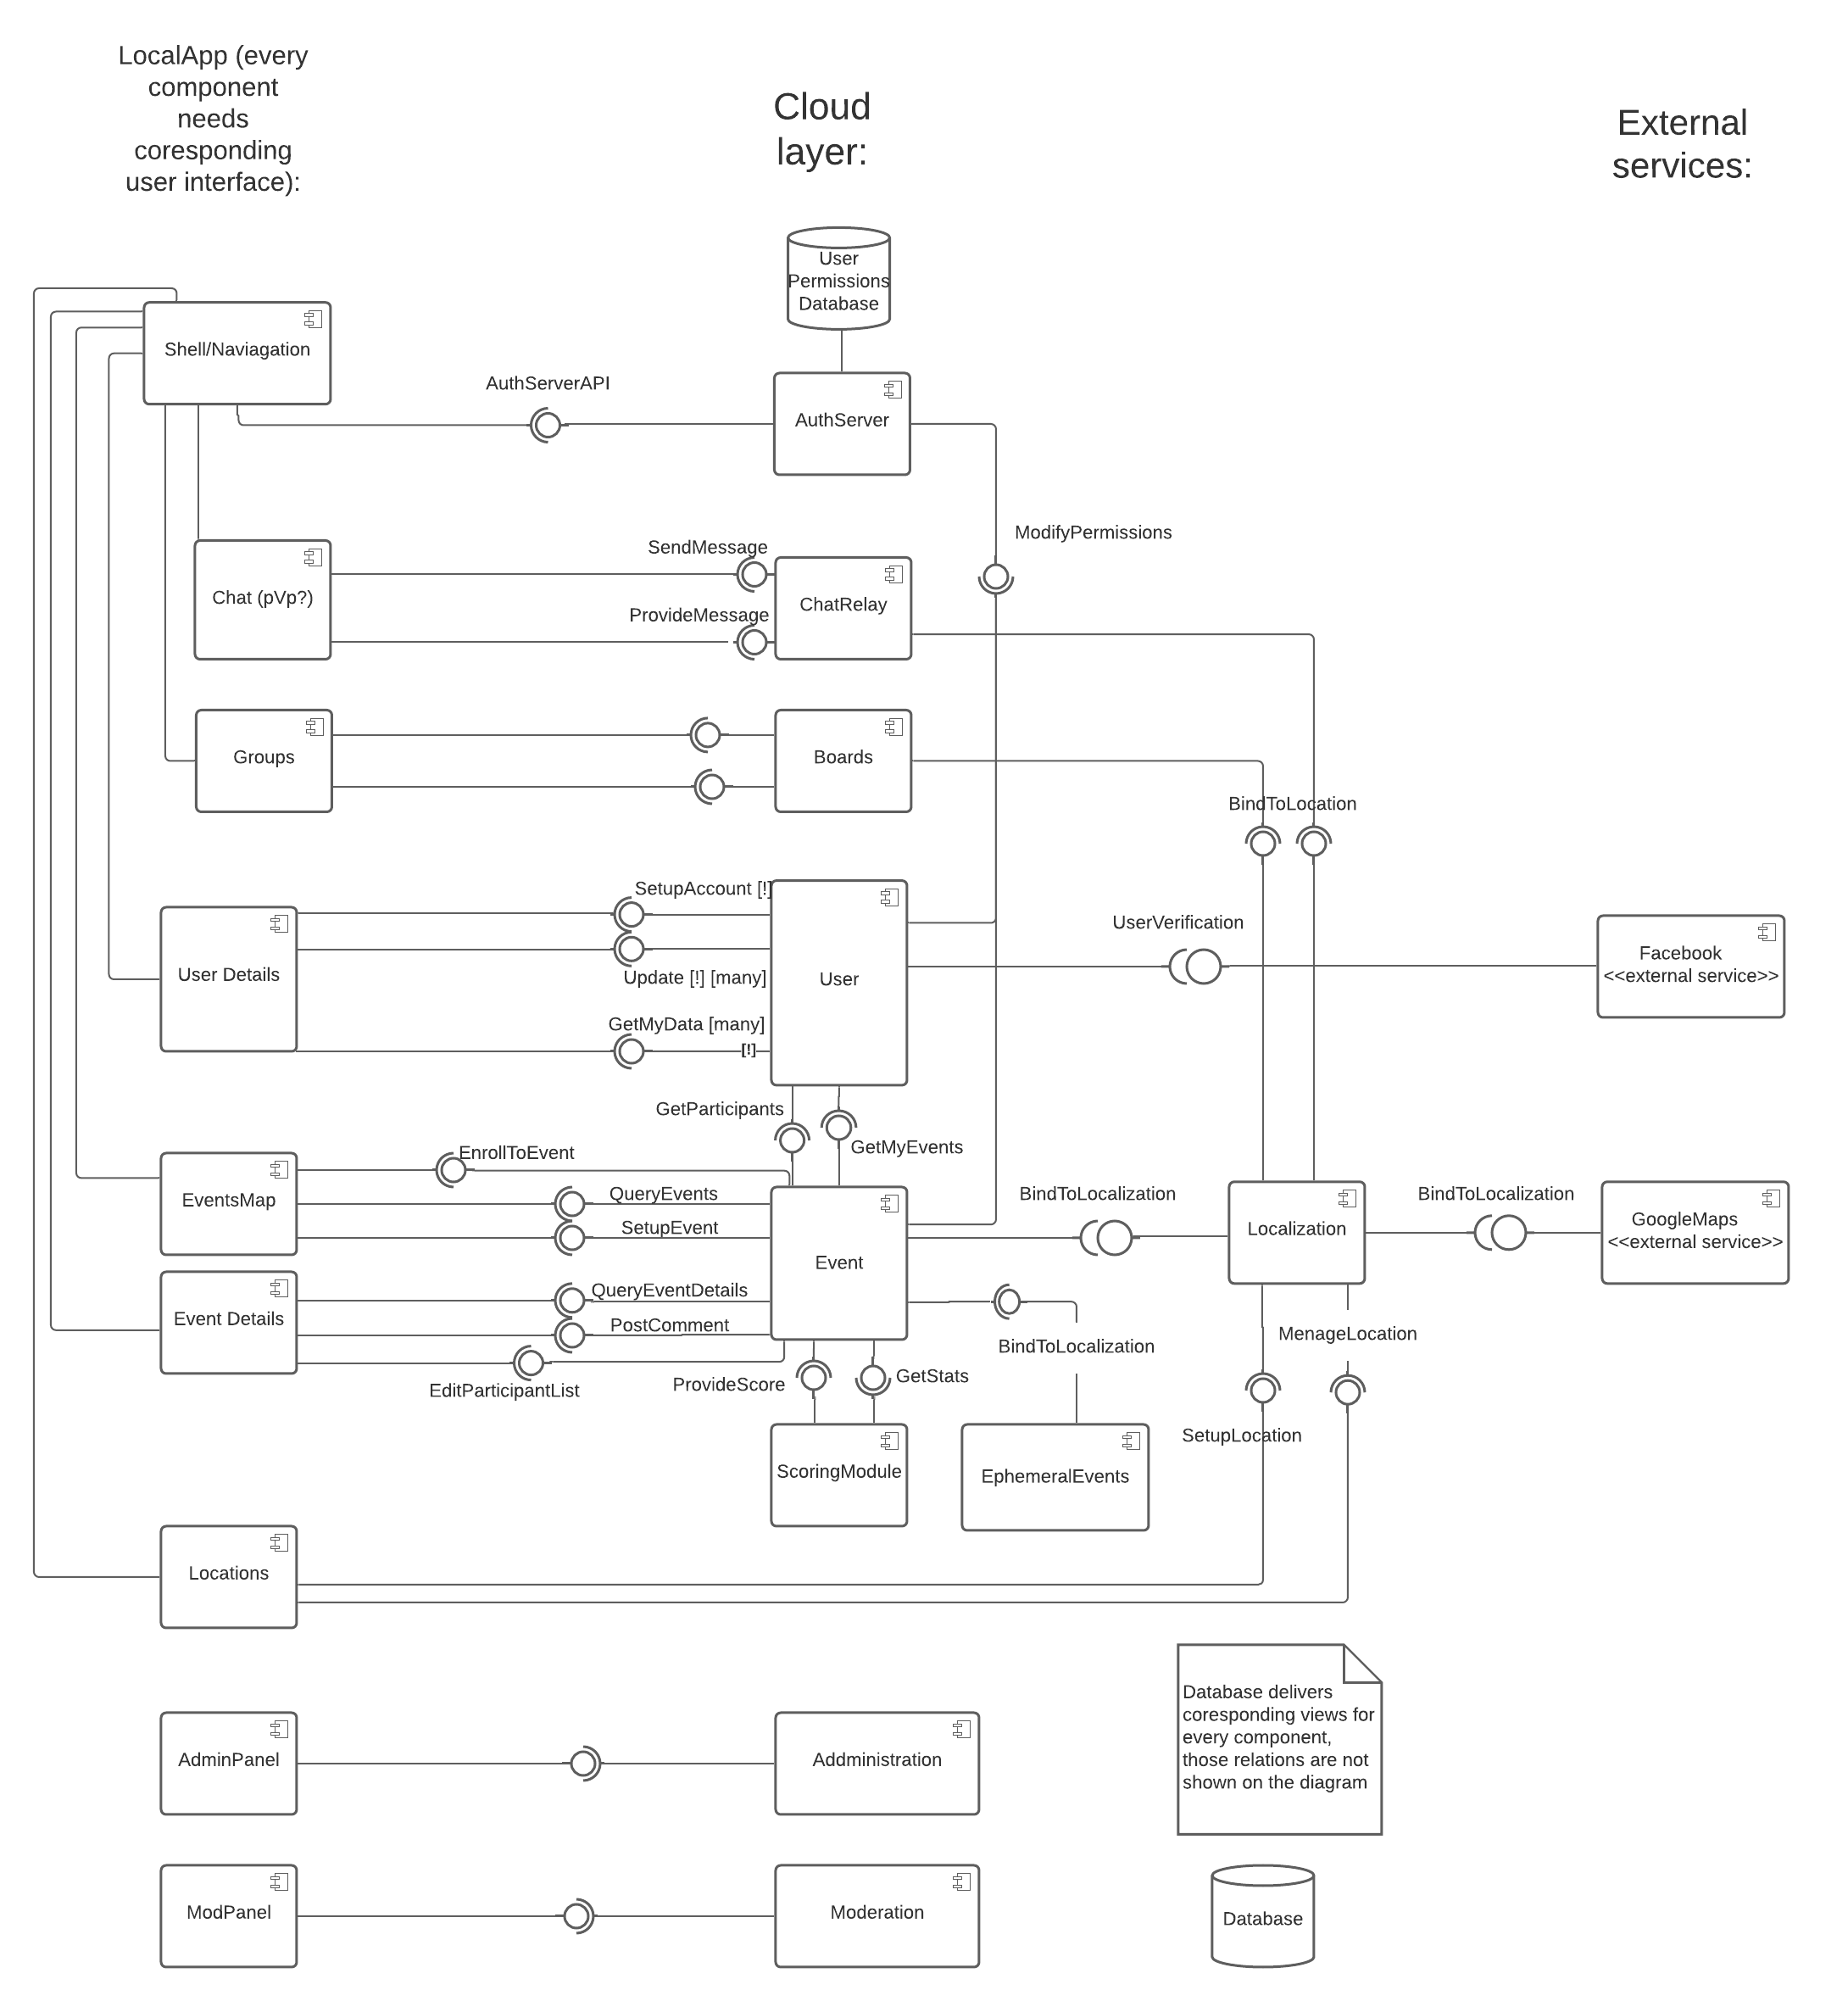 LocalApp (every
component
needs
coresponding
user interface):
Cloud
layer:
External
services:
User
Permissions
Database
Shell/Naviagation
AuthServerAPI
AuthServer
ModifyPermissions
SendMessage
Chat (pVp?)
ChatRelay
ProvideMessage
Groups
Boards
BindToLocation
SetupAccount [!]
UserVerification
Facebook
<<external service>>
User Details
Update [!] [many]
User
GetMyData [many]
[!]
GetParticipants
GetMyEvents
EnrollToEvent
EventsMap
QueryEvents
SetupEvent
BindToLocalization
Localization
BindToLocalization
GoogleMaps
<<external service>>
Event
Event Details
QueryEventDetails
PostComment
EditParticipantList
BindToLocalization
MenageLocation
ProvideScore
GetStats
SetupLocation
ScoringModule
EphemeralEvents
Locations
Database delivers
coresponding views for
every component,
those relations are not
shown on the diagram
AdminPanel
Addministration
ModPanel
Moderation
Database